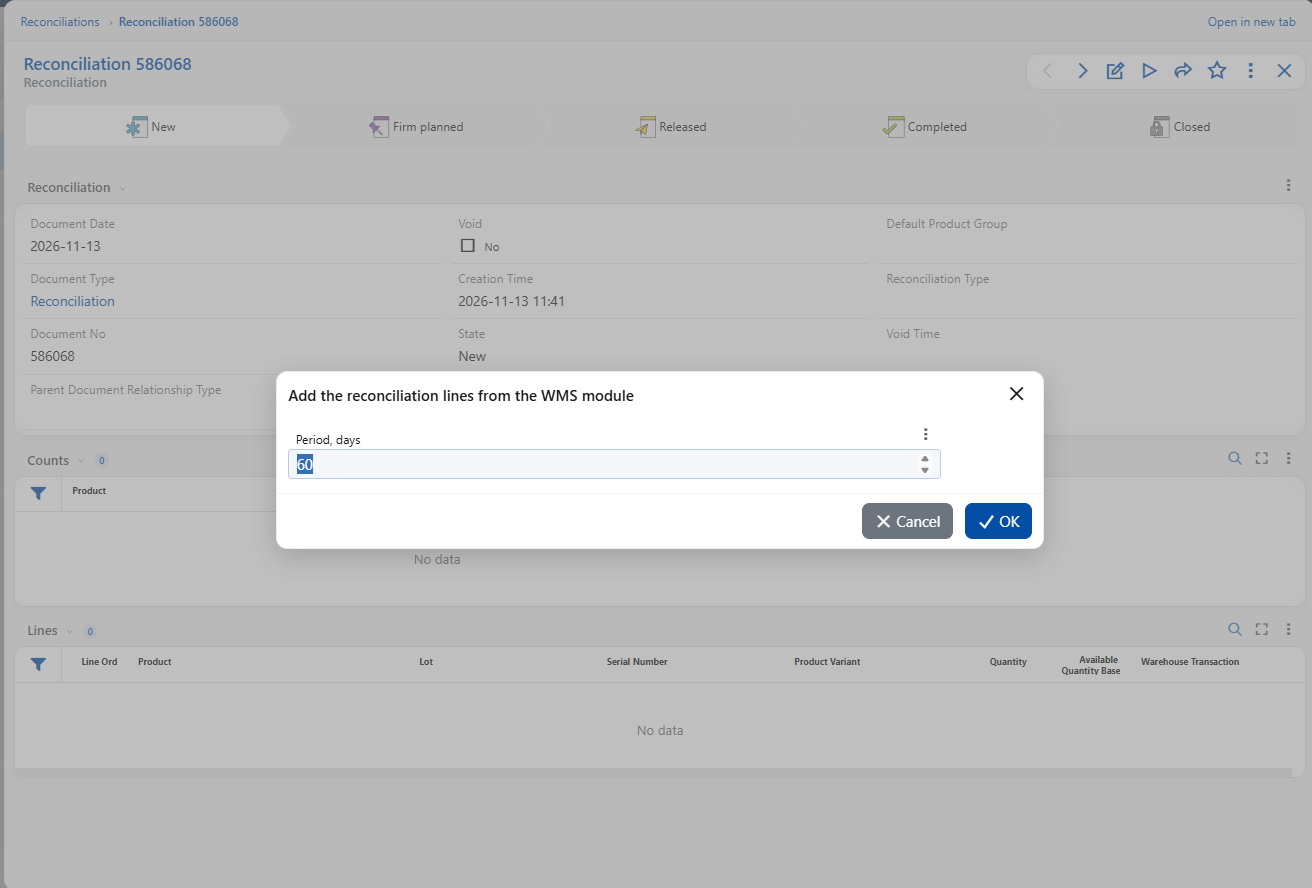 Reconciliations › Reconciliation 586068
Open in new tab
Reconciliation 586068
Reconciliation
New
Firm planned
Released
Completed
Closed
Reconciliation
Document Date
2026-11-13
Void
No
Default Product Group
Document Type
Reconciliation
Creation Time
2026-11-13 11:41
Reconciliation Type
Document No
586068
State
New
Void Time
Parent Document Relationship Type
Add the reconciliation lines from the WMS module
Period, days
60
Cancel
OK
Counts 0
Product
No data
Lines 0
Line Ord
Product
Lot
Serial Number
Product Variant
Quantity
Available
Quantity Base
Warehouse Transaction
No data